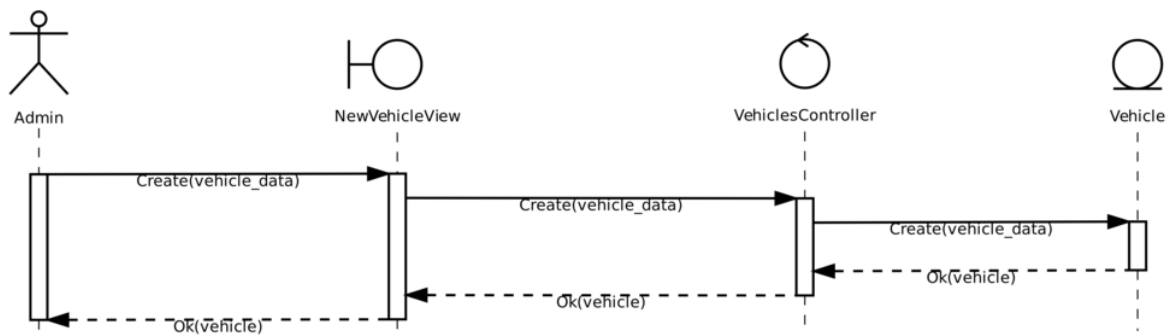 Admin
NewVehicleView
VehiclesController
Vehicle
Create(vehicle_data)
Create(vehicle_data)
Create(vehicle_data)
Ok(vehicle)
Ok(vehicle)
Ok(vehicle)